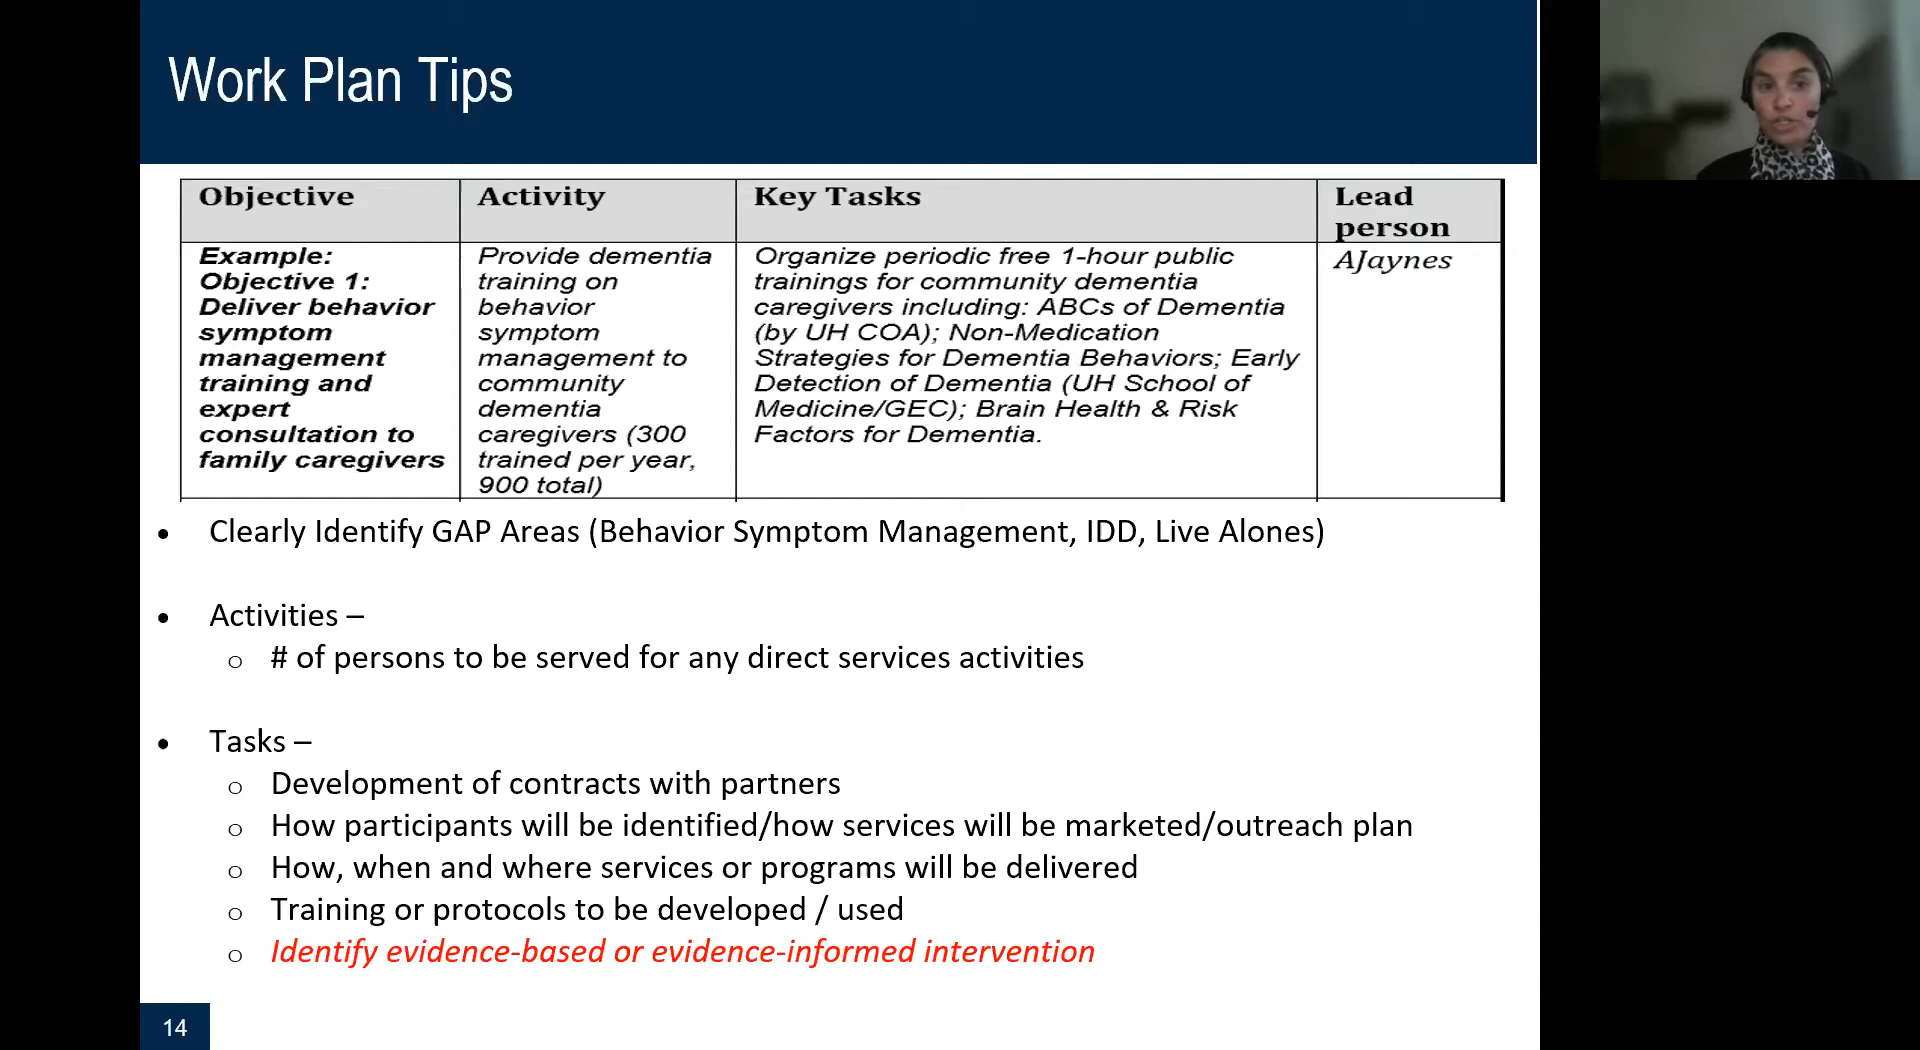 Work Plan Tips
Objective
Activity
Key Tasks
Lead
person
Example:
Objective 1:
Deliver behavior
symptom
management
training and
expert
consultation to
family caregivers
Provide dementia
training on
behavior
symptom
management to
community
dementia
caregivers (300
trained per year,
900 total)
Organize periodic free 1-hour public
trainings for community dementia
caregivers including: ABCs of Dementia
(by UH COA); Non-Medication
Strategies for Dementia Behaviors; Early
Detection of Dementia (UH School of
Medicine/GEC); Brain Health & Risk
Factors for Dementia.
AJaynes
• Clearly Identify GAP Areas (Behavior Symptom Management, IDD, Live Alones)
• Activities –
o # of persons to be served for any direct services activities
• Tasks –
o Development of contracts with partners
o How participants will be identified/how services will be marketed/outreach plan
o How, when and where services or programs will be delivered
o Training or protocols to be developed / used
o Identify evidence-based or evidence-informed intervention
14